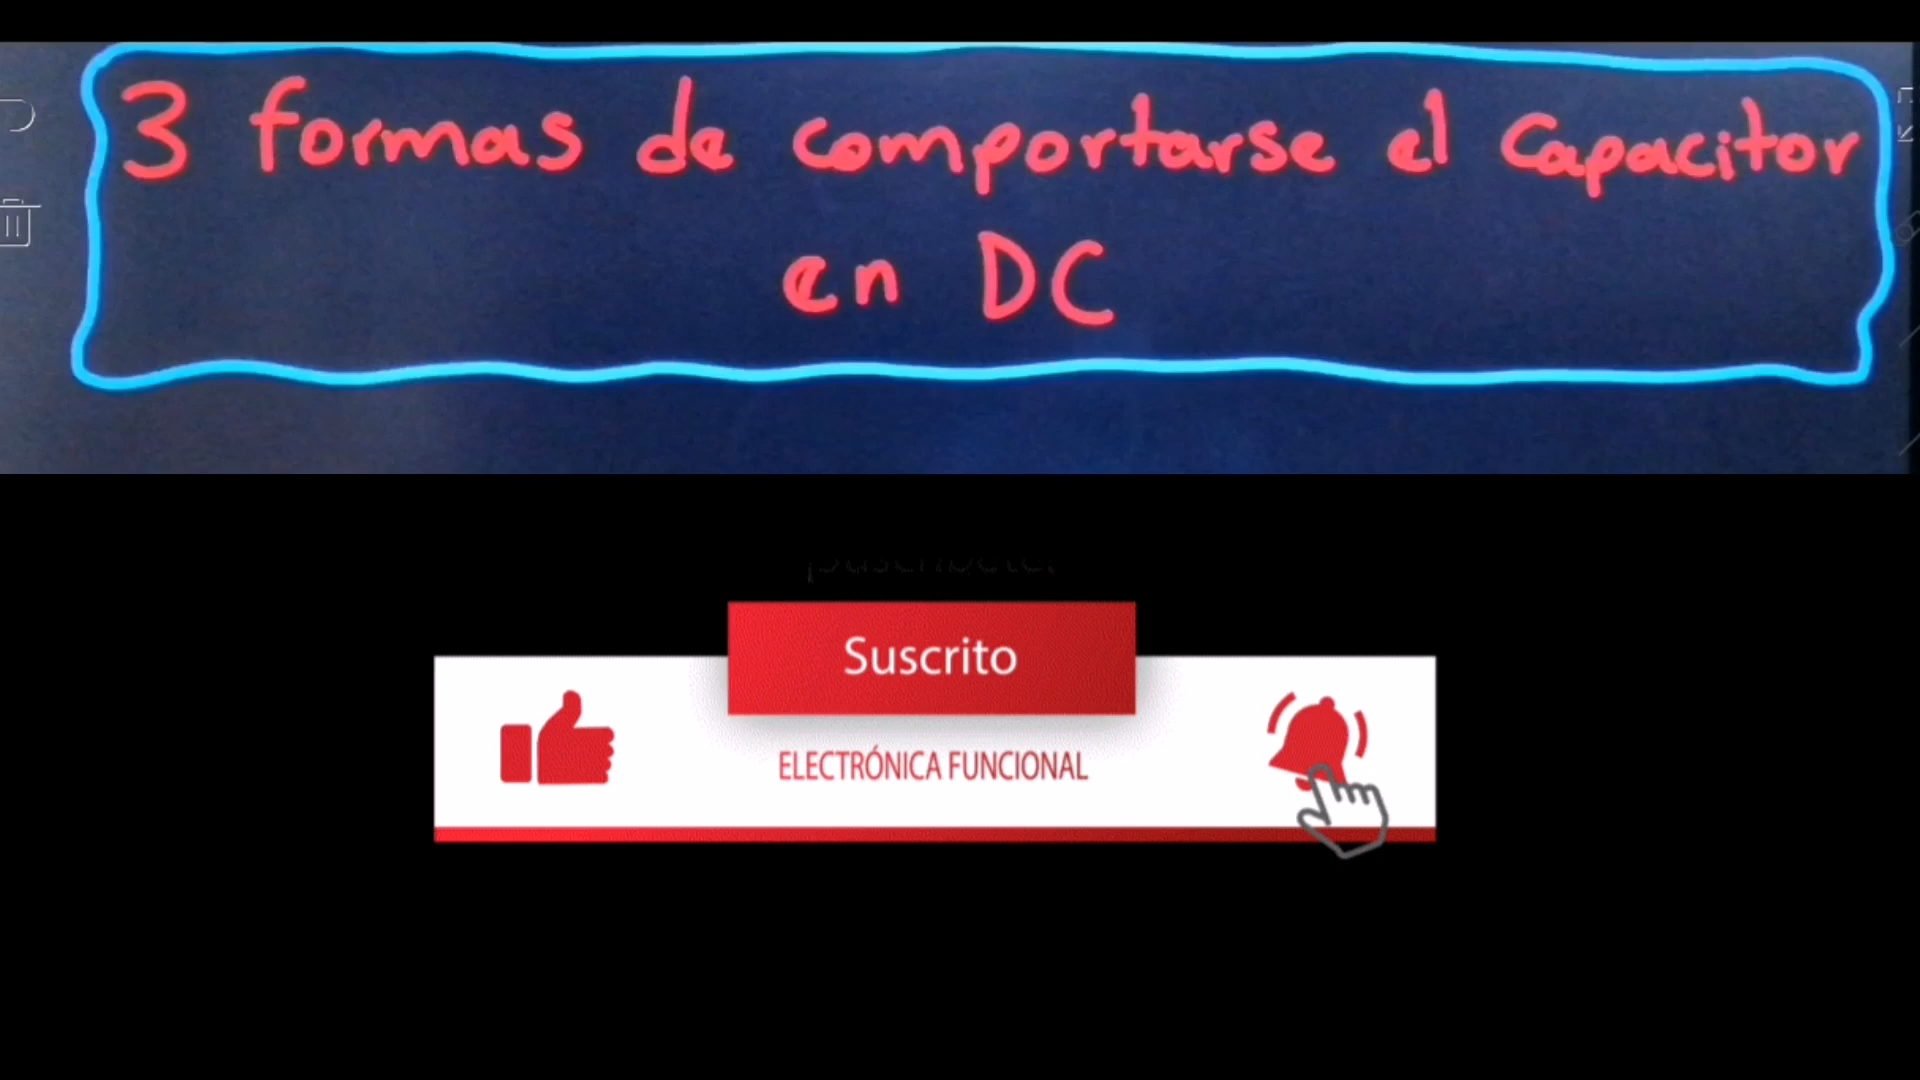 3 formas de comportarse el Capacitor
en DC
Suscrito
ELECTRÓNICA FUNCIONAL